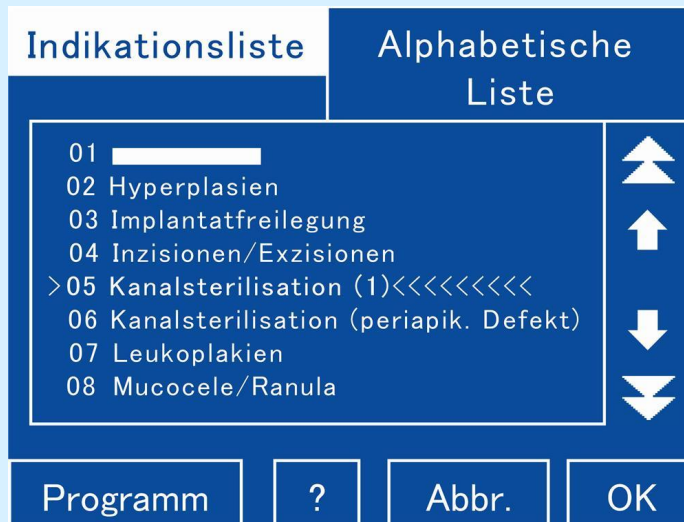 Indikationsliste
Alphabetische
Liste
01
02 Hyperplasien
03 Implantatfreilegung
04 Inzisionen/Exzisionen
>05 Kanalsterilisation (1)<<<<<<<<<
06 Kanalsterilisation (periapik. Defekt)
07 Leukoplakien
08 Mucocele/Ranula
Programm
?
Abbr.
OK